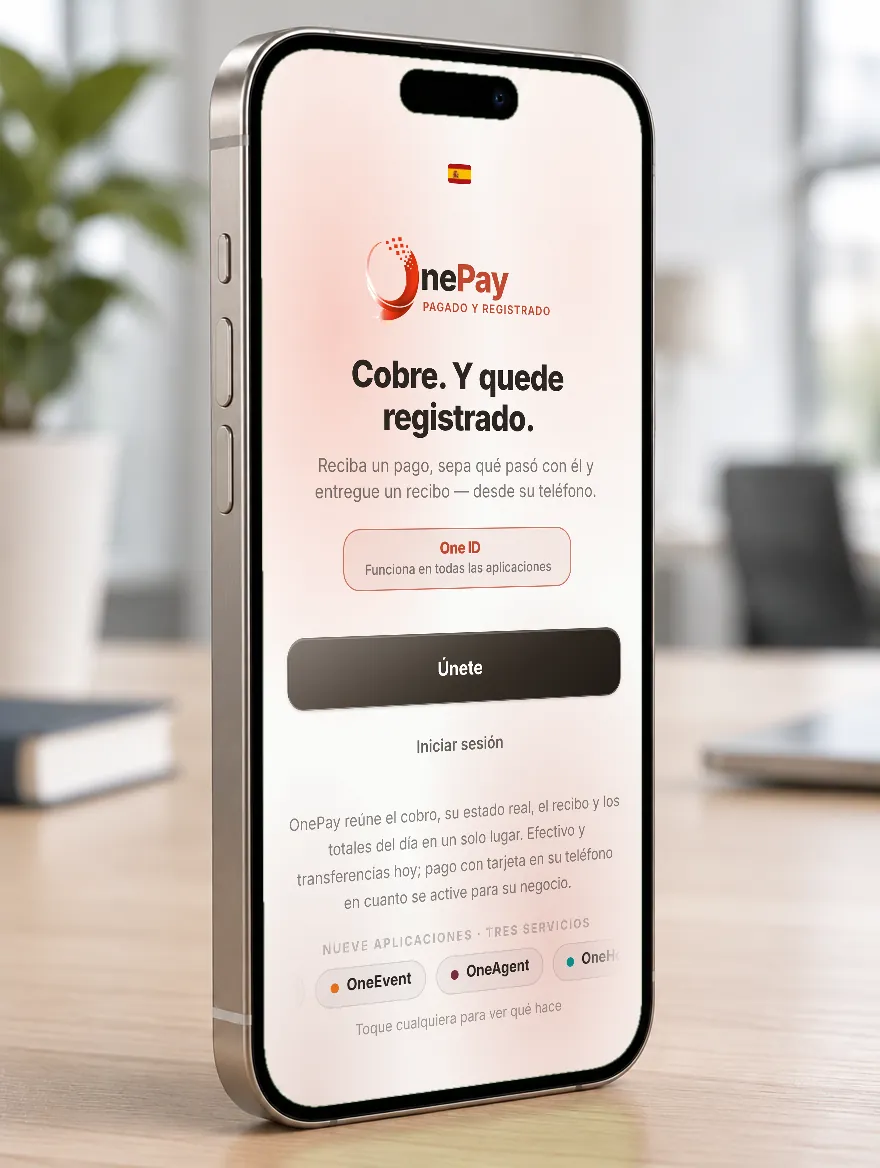 OnePay
PAGADO Y REGISTRADO
Cobre. Y quede
registrado.
Reciba un pago, sepa qué pasó con él y
entregue un recibo — desde su teléfono.
One ID
Funciona en todas las aplicaciones
Únete
Iniciar sesión
OnePay reúne el cobro, su estado real, el recibo y los
totales del día en un solo lugar. Efectivo y
transferencias hoy; pago con tarjeta en su teléfono
en cuanto se active para su negocio.
NUEVE APLICACIONES · TRES SERVICIOS
OneEvent
OneAgent
Toque cualquiera para ver qué hace